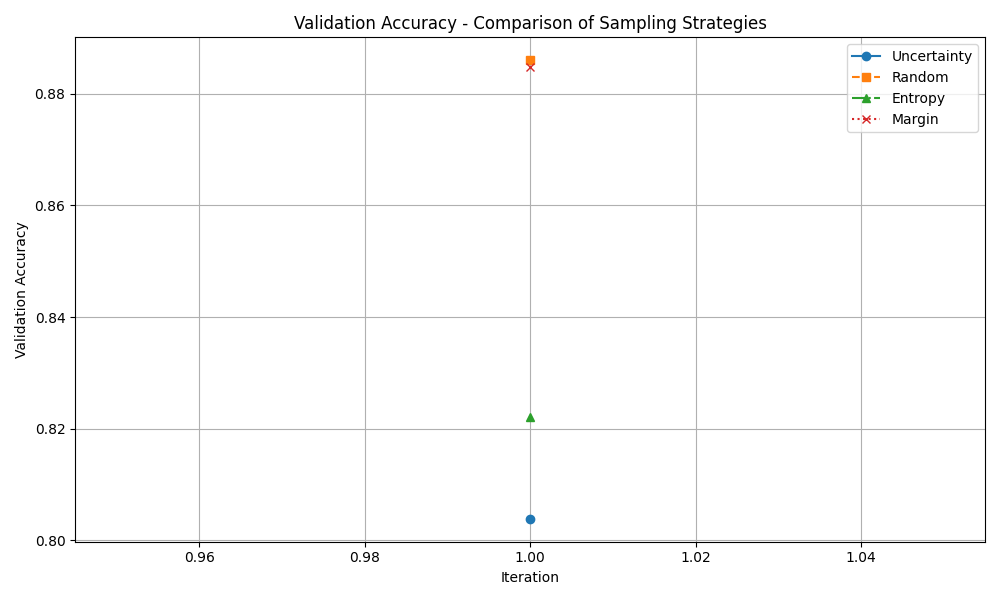 Validation Accuracy - Comparison of Sampling Strategies
Uncertainty
Random
Entropy
Margin
Validation Accuracy
0.88
0.86
0.84
0.82
0.80
0.96
0.98
1.00
1.02
1.04
Iteration